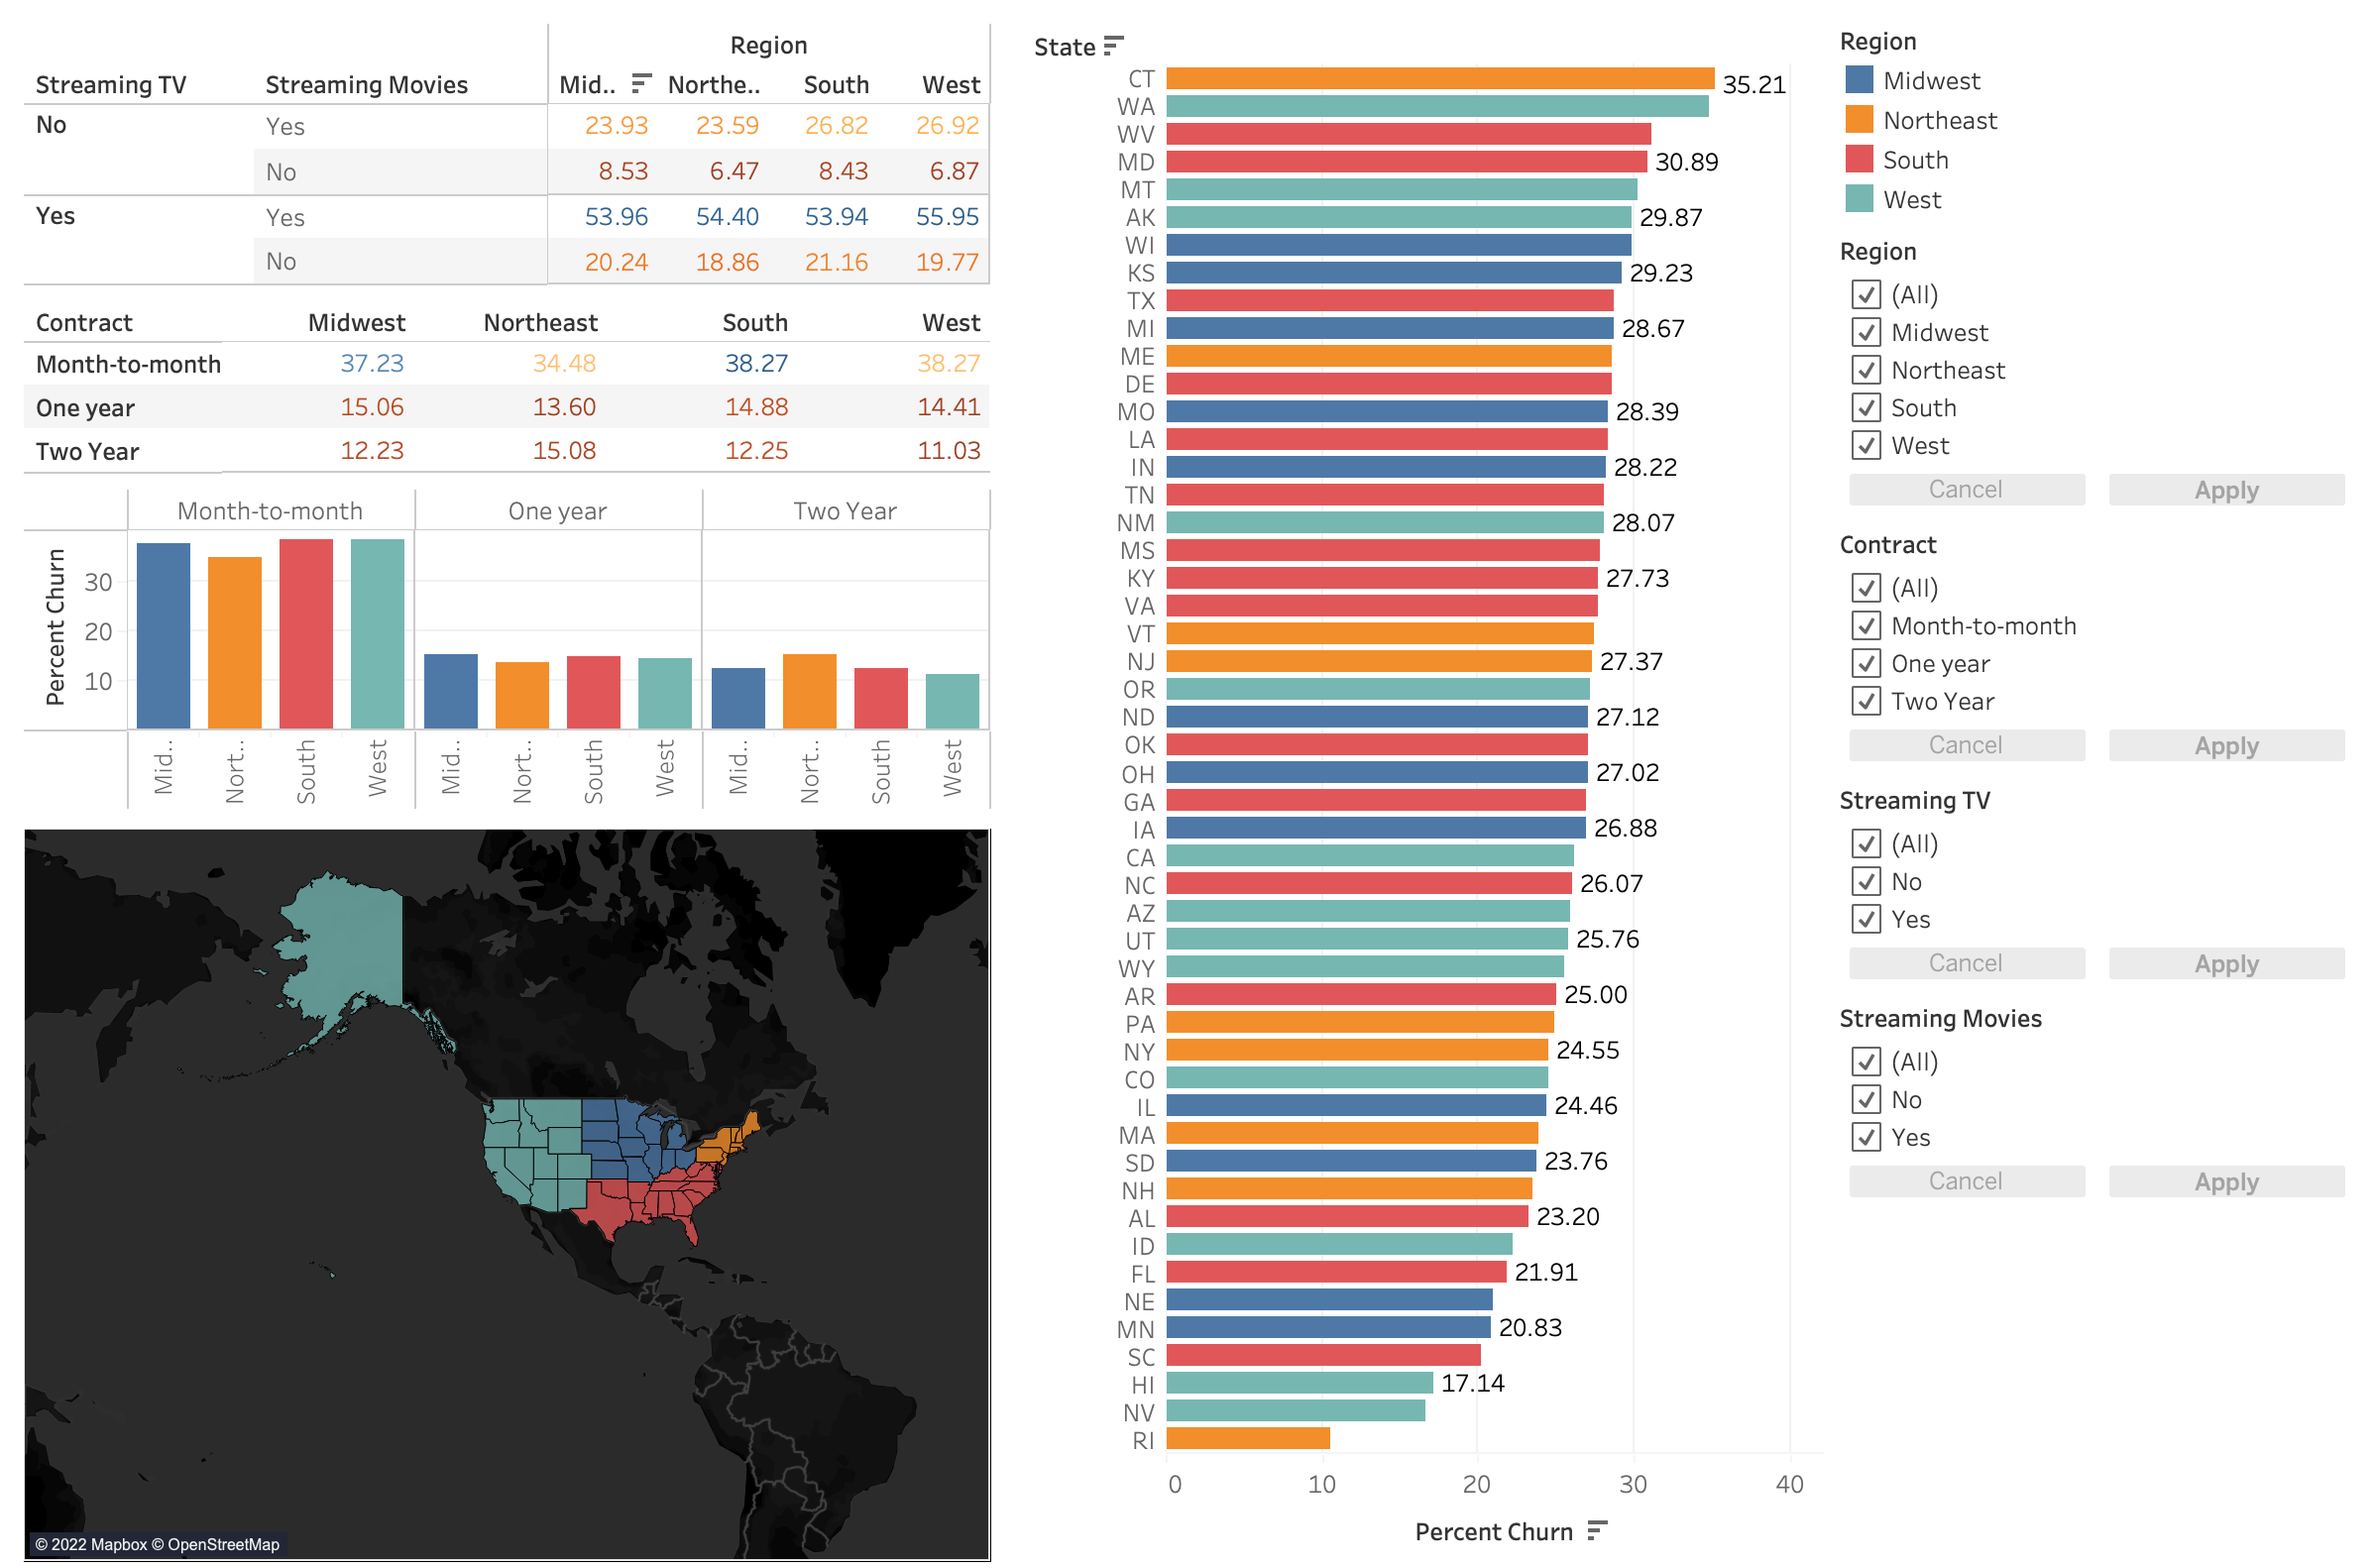 Region
Streaming TV Streaming Movies Mid.. Northe.. South West
No Yes 23.93 23.59 26.82 26.92
No 8.53 6.47 8.43 6.87
Yes Yes 53.96 54.40 53.94 55.95
No 20.24 18.86 21.16 19.77
Contract Midwest Northeast South West
Month-to-month 37.23 34.48 38.27 38.27
One year 15.06 13.60 14.88 14.41
Two Year 12.23 15.08 12.25 11.03
Month-to-month One year Two Year
Percent Churn
30
20
10
Mid.. Nort.. South West Mid.. Nort.. South West Mid.. Nort.. South West
© 2022 Mapbox © OpenStreetMap
State
CT 35.21
WA
WV
MD 30.89
MT
AK 29.87
WI
KS 29.23
TX
MI 28.67
ME
DE
MO 28.39
LA
IN 28.22
TN
NM 28.07
MS
KY 27.73
VA
VT
NJ 27.37
OR
ND 27.12
OK
OH 27.02
GA
IA 26.88
CA
NC 26.07
AZ
UT 25.76
WY
AR 25.00
PA
NY 24.55
CO
IL 24.46
MA
SD 23.76
NH
AL 23.20
ID
FL 21.91
NE
MN 20.83
SC
HI 17.14
NV
RI
0 10 20 30 40
Percent Churn
Region
Midwest
Northeast
South
West
Region
(All)
Midwest
Northeast
South
West
Cancel Apply
Contract
(All)
Month-to-month
One year
Two Year
Cancel Apply
Streaming TV
(All)
No
Yes
Cancel Apply
Streaming Movies
(All)
No
Yes
Cancel Apply